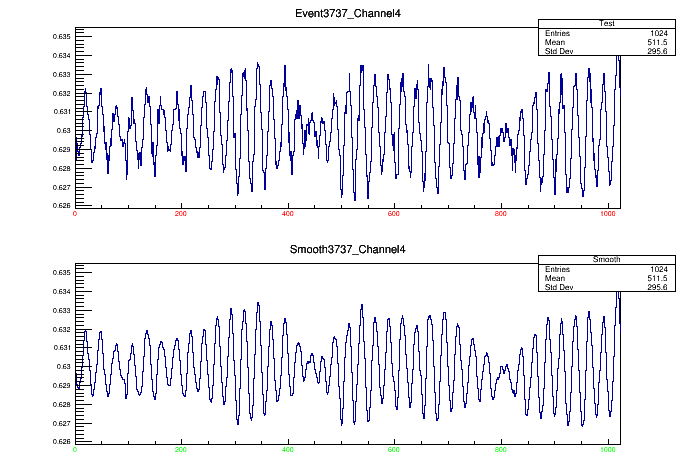 Event3737_Channel4
Test
Entries 1024
Mean 511.5
Std Dev 295.6
0.635
0.634
0.633
0.632
0.631
0.63
0.629
0.628
0.627
0.626
0 200 400 600 800 1000
Smooth3737_Channel4
Smooth
Entries 1024
Mean 511.5
Std Dev 295.6
0.635
0.634
0.633
0.632
0.631
0.63
0.629
0.628
0.627
0.626
0 200 400 600 800 1000